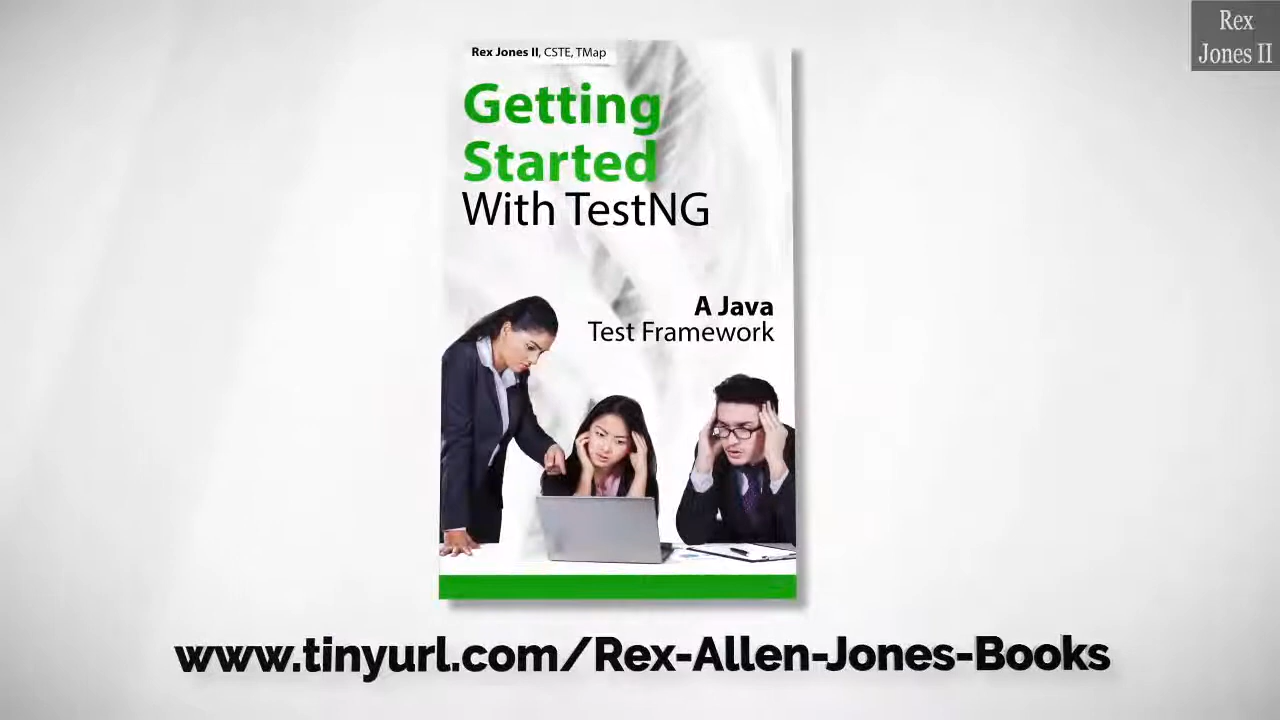 Rex
Jones II
Rex Jones II, CSTE, TMap
Getting
Started
With TestNG
A Java
Test Framework
www.tinyurl.com/Rex-Allen-Jones-Books